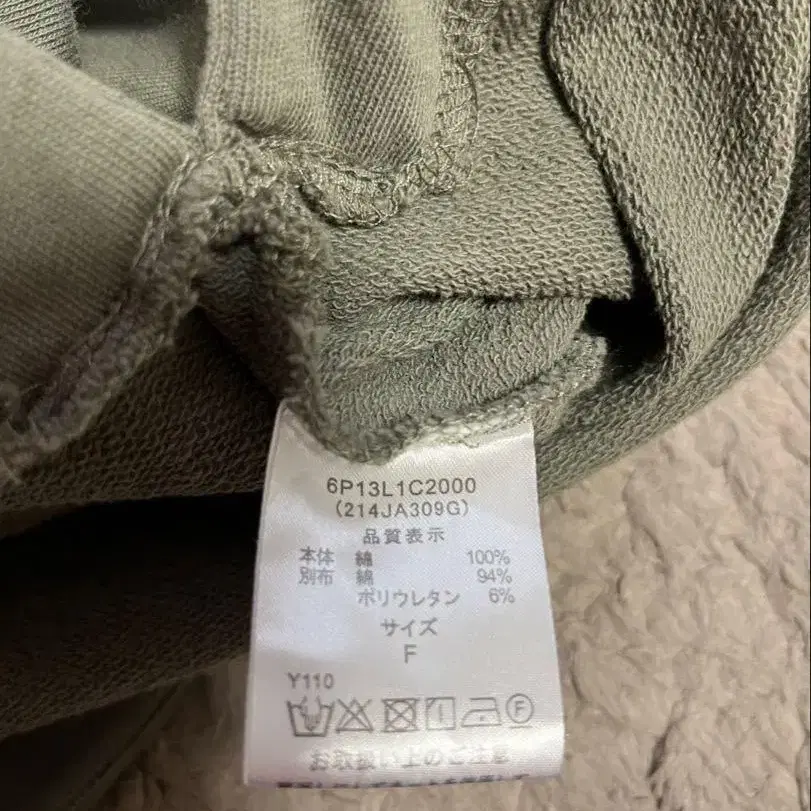 6P13L1C2000
(214JA309G)
品質表示
本体 綿 100%
別布 綿 94%
ポリウレタン 6%
サイズ
F
Y110
F
お取扱い上のご注意